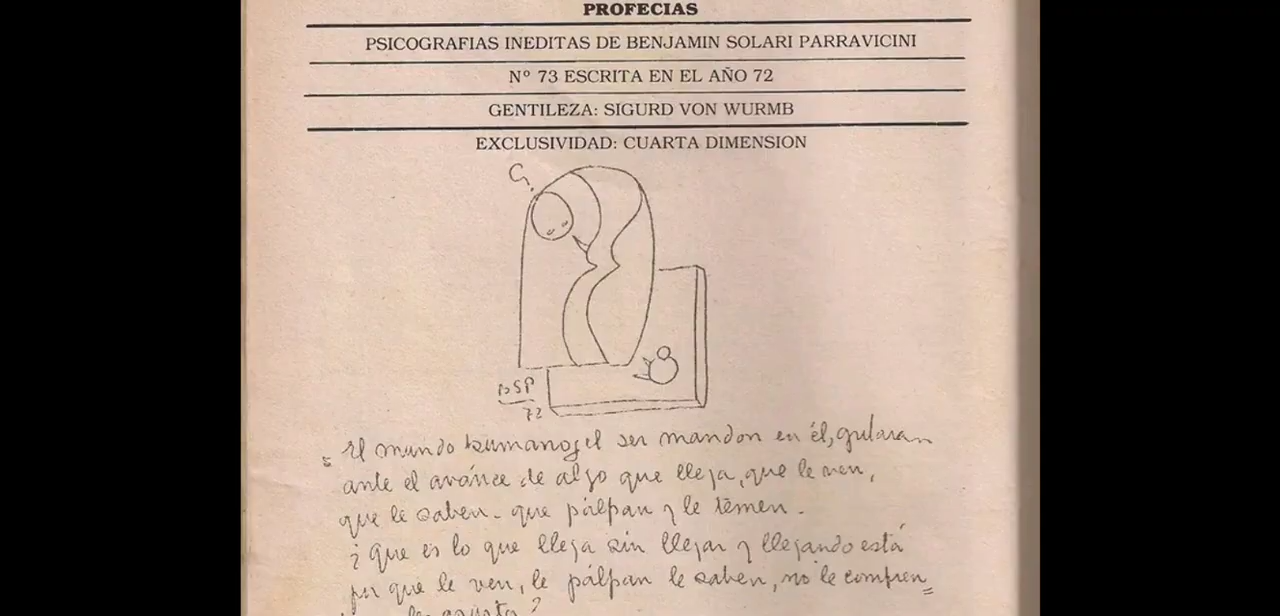 PROFECIAS
PSICOGRAFIAS INEDITAS DE BENJAMIN SOLARI PARRAVICINI
Nº 73 ESCRITA EN EL AÑO 72
GENTILEZA: SIGURD VON WURMB
EXCLUSIVIDAD: CUARTA DIMENSION
¿
BSP
72
El mundo humano y el ser mandon en él,
ante el avánce de algo que llega, que le ven,
que le saben - que pálpan y le témen -
¿Que es lo que llega sin llegar y llegando está
por que le ven, le pálpan le saben, no le compren=